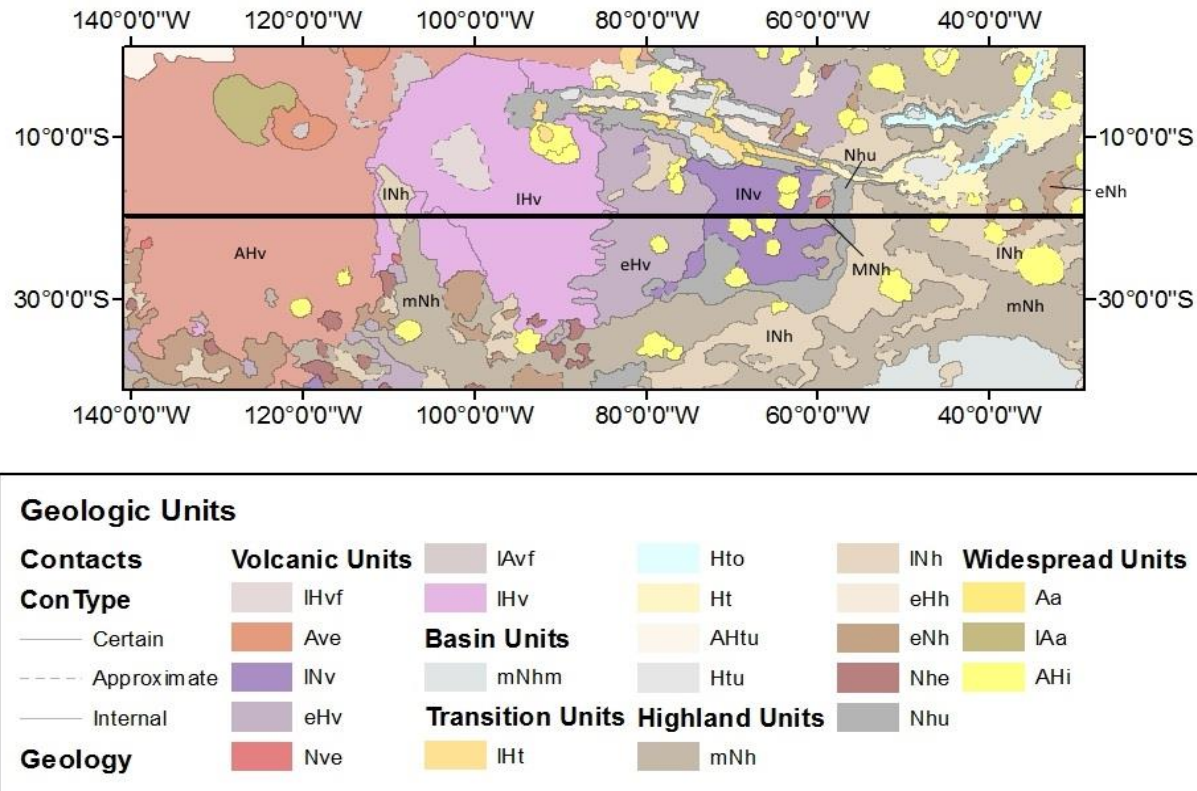 140°0'0"W 120°0'0"W 100°0'0"W 80°0'0"W 60°0'0"W 40°0'0"W
10°0'0"S
10°0'0"S
Nhu
lNh
lHv
lNv
eNh
AHv
eHv
MNh
lNh
30°0'0"S
mNh
mNh
30°0'0"S
lNh
140°0'0"W 120°0'0"W 100°0'0"W 80°0'0"W 60°0'0"W 40°0'0"W
Geologic Units
Contacts
ConType
Certain
Approximate
Internal
Geology
Volcanic Units
lHvf
Ave
lNv
eHv
Nve
lAvf
lHv
Basin Units
mNhm
Transition Units
lHt
Hto
Ht
AHtu
Htu
Highland Units
mNh
lNh
eHh
eNh
Nhe
Nhu
Widespread Units
Aa
lAa
AHi